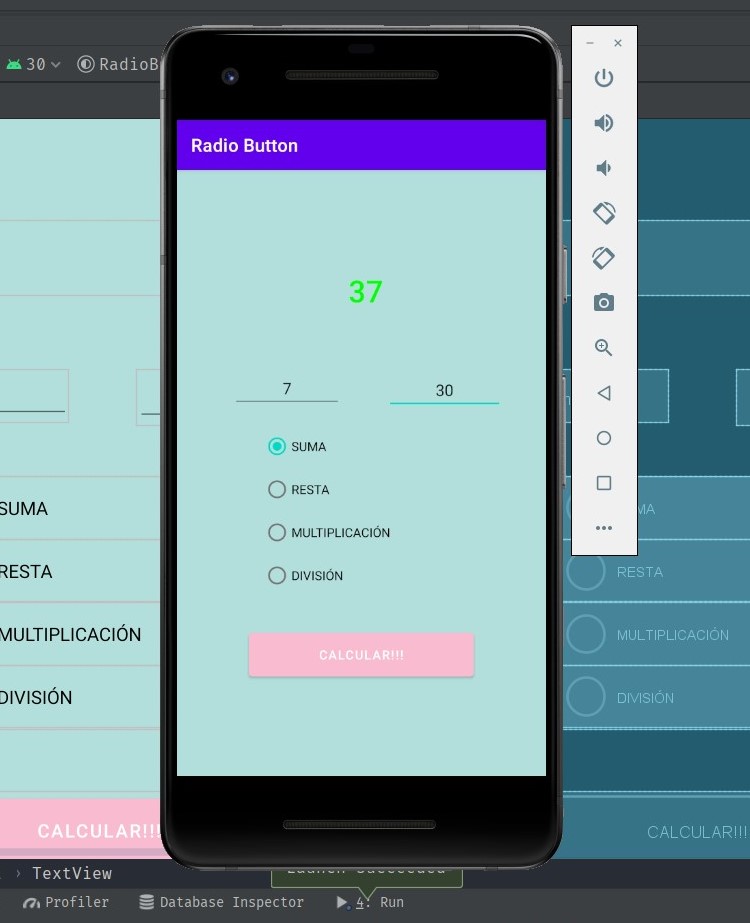 30 RadioB
Radio Button
37
7 30
SUMA
RESTA
MULTIPLICACIÓN
DIVISIÓN
CALCULAR!!!
SUMA
RESTA
MULTIPLICACIÓN
DIVISIÓN
CALCULAR!!!
MA
RESTA
MULTIPLICACIÓN
DIVISIÓN
CALCULAR!!!
› TextView
Launch succeeded
Profiler Database Inspector 4: Run